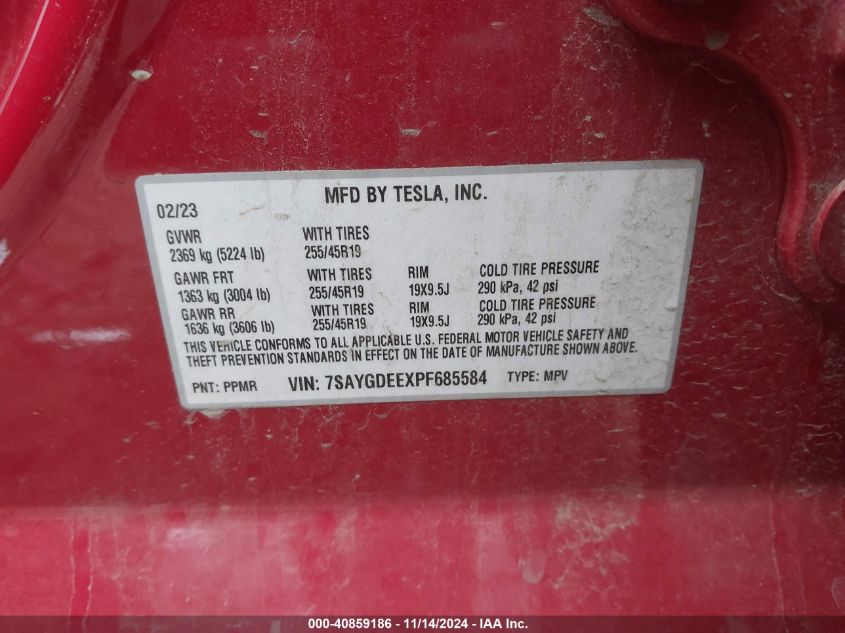 MFD BY TESLA, INC.
02/23
GVWR WITH TIRES
2369 kg (5224 lb) 255/45R19
GAWR FRT WITH TIRES RIM COLD TIRE PRESSURE
1363 kg (3004 lb) 255/45R19 19X9.5J 290 kPa, 42 psi
GAWR RR WITH TIRES RIM COLD TIRE PRESSURE
1636 kg (3606 lb) 255/45R19 19X9.5J 290 kPa, 42 psi
THIS VEHICLE CONFORMS TO ALL APPLICABLE U.S. FEDERAL MOTOR VEHICLE SAFETY AND
THEFT PREVENTION STANDARDS IN EFFECT ON THE DATE OF MANUFACTURE SHOWN ABOVE.
PNT: PPMR VIN: 7SAYGDEEXPF685584 TYPE: MPV
000-40859186 - 11/14/2024 - IAA Inc.